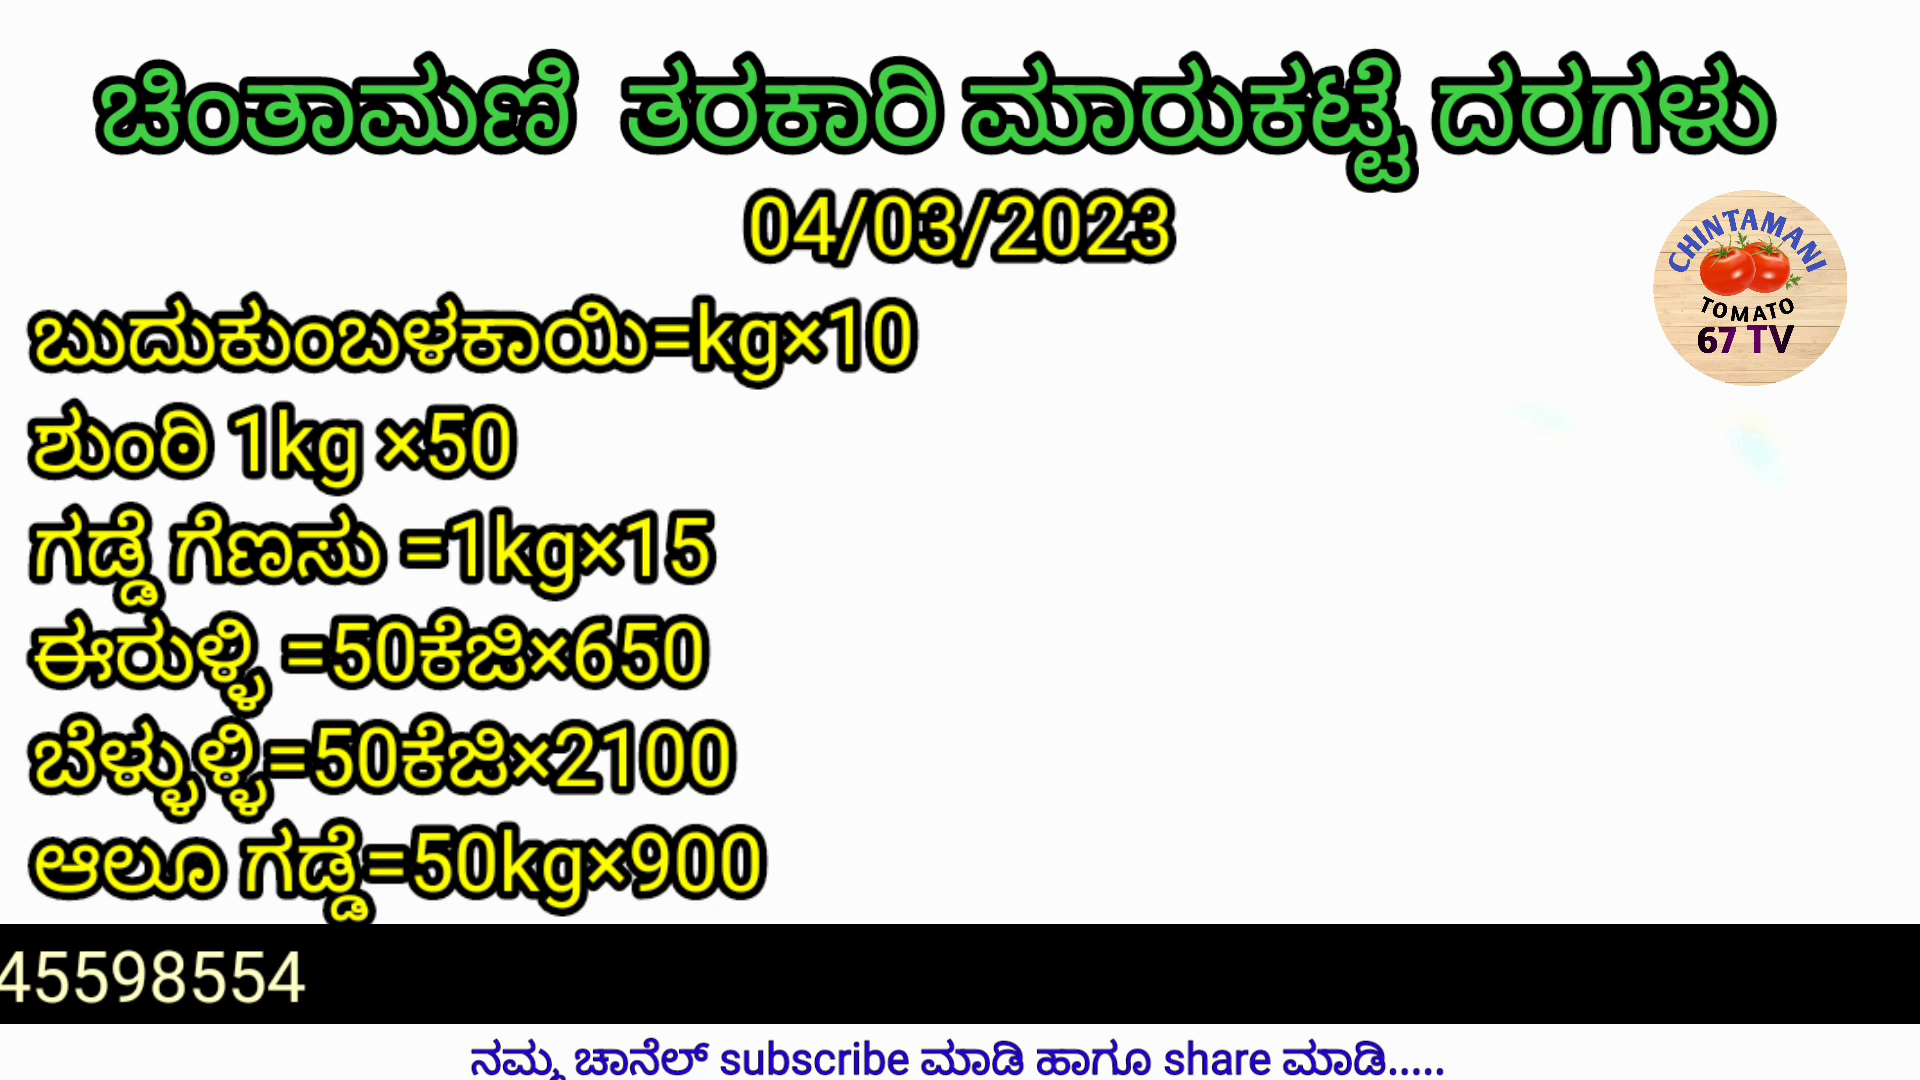 ಚಿಂತಾಮಣಿ ತರಕಾರಿ ಮಾರುಕಟ್ಟೆ ದರಗಳು
04/03/2023
CHINTAMANI
TOMATO
67 TV
ಬುದುಕುಂಬಳಕಾಯಿ=kg×10
ಶುಂಠಿ 1kg ×50
ಗಡ್ಡೆ ಗೆಣಸು =1kg×15
ಈರುಳ್ಳಿ =50ಕೆಜಿ×650
ಬೆಳ್ಳುಳ್ಳಿ=50ಕೆಜಿ×2100
ಆಲೂ ಗಡ್ಡೆ=50kg×900
45598554
ನಮ್ಮ ಚಾನೆಲ್ subscribe ಮಾಡಿ ಹಾಗೂ share ಮಾಡಿ.....